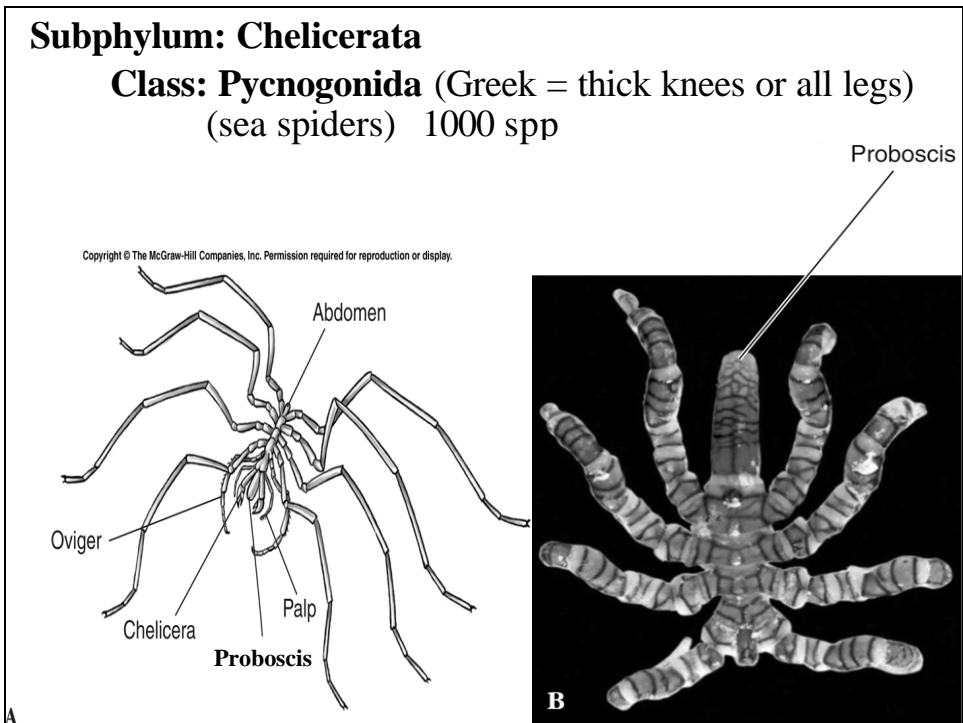 Subphylum: Chelicerata
Class: Pycnogonida (Greek = thick knees or all legs)
(sea spiders) 1000 spp
Proboscis
Copyright © The McGraw-Hill Companies, Inc. Permission required for reproduction or display.
Abdomen
Oviger
Palp
Chelicera
Proboscis
A
B